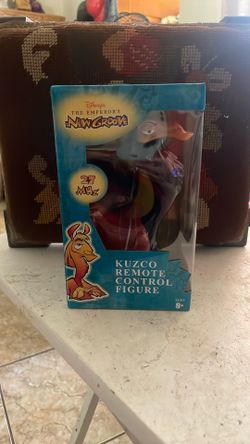 Disney's
THE EMPEROR'S
NEW GROOVE
27
MHz
KUZCO
REMOTE
CONTROL
FIGURE
8+